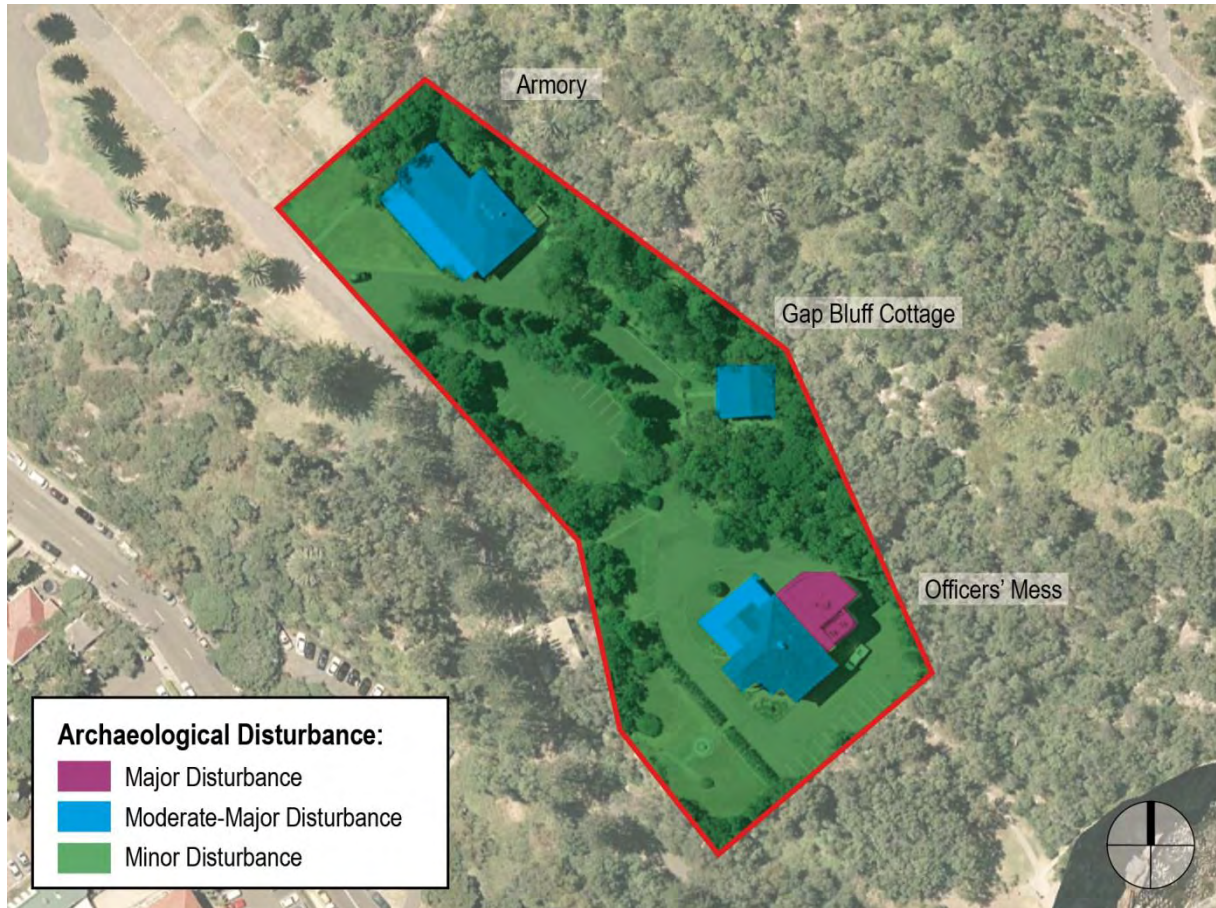 Armory
Gap Bluff Cottage
Officers’ Mess
Archaeological Disturbance:
Major Disturbance
Moderate-Major Disturbance
Minor Disturbance